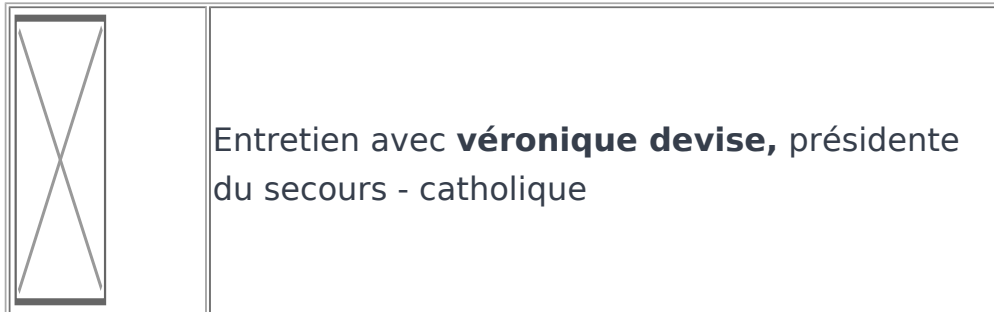 Entretien avec véronique devise, présidente
du secours - catholique